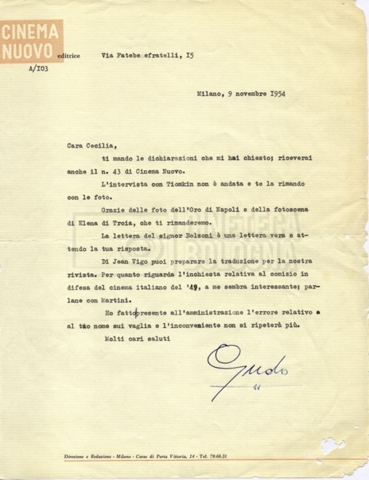 CINEMA
NUOVO
editrice Via Fatebenefratelli, 15
A/103
Milano, 9 novembre 1954
Cara Cecilia,
ti mando le dichiarazioni che mi hai chiesto; riceverai
anche il n. 43 di Cinema Nuovo.
L'intervista con Tiomkin non è andata e te la rimando
con le foto.
Grazie delle foto dell'Oro di Napoli e della fotoscena
di Elena di Troia, che ti rimanderemo.
La lettera del signor Bolzoni è una lettera vera e at-
tendo la tua risposta.
Di Jean Vigo puoi preparare la traduzione per la nostra
rivista. Per quanto riguarda l'inchiesta relativa al comizio in
difesa del cinema italiano del '49, a me sembra interessante; par-
lane con Martini.
Ho fatto presente all'amministrazione l'errore relativo a
al tuo nome sui vaglia e l'inconveniente non si ripeterà più.
Molti cari saluti
Guido
Direzione e Redazione - Milano - Corso di Porta Vittoria, 14 - Tel. 70.66.31